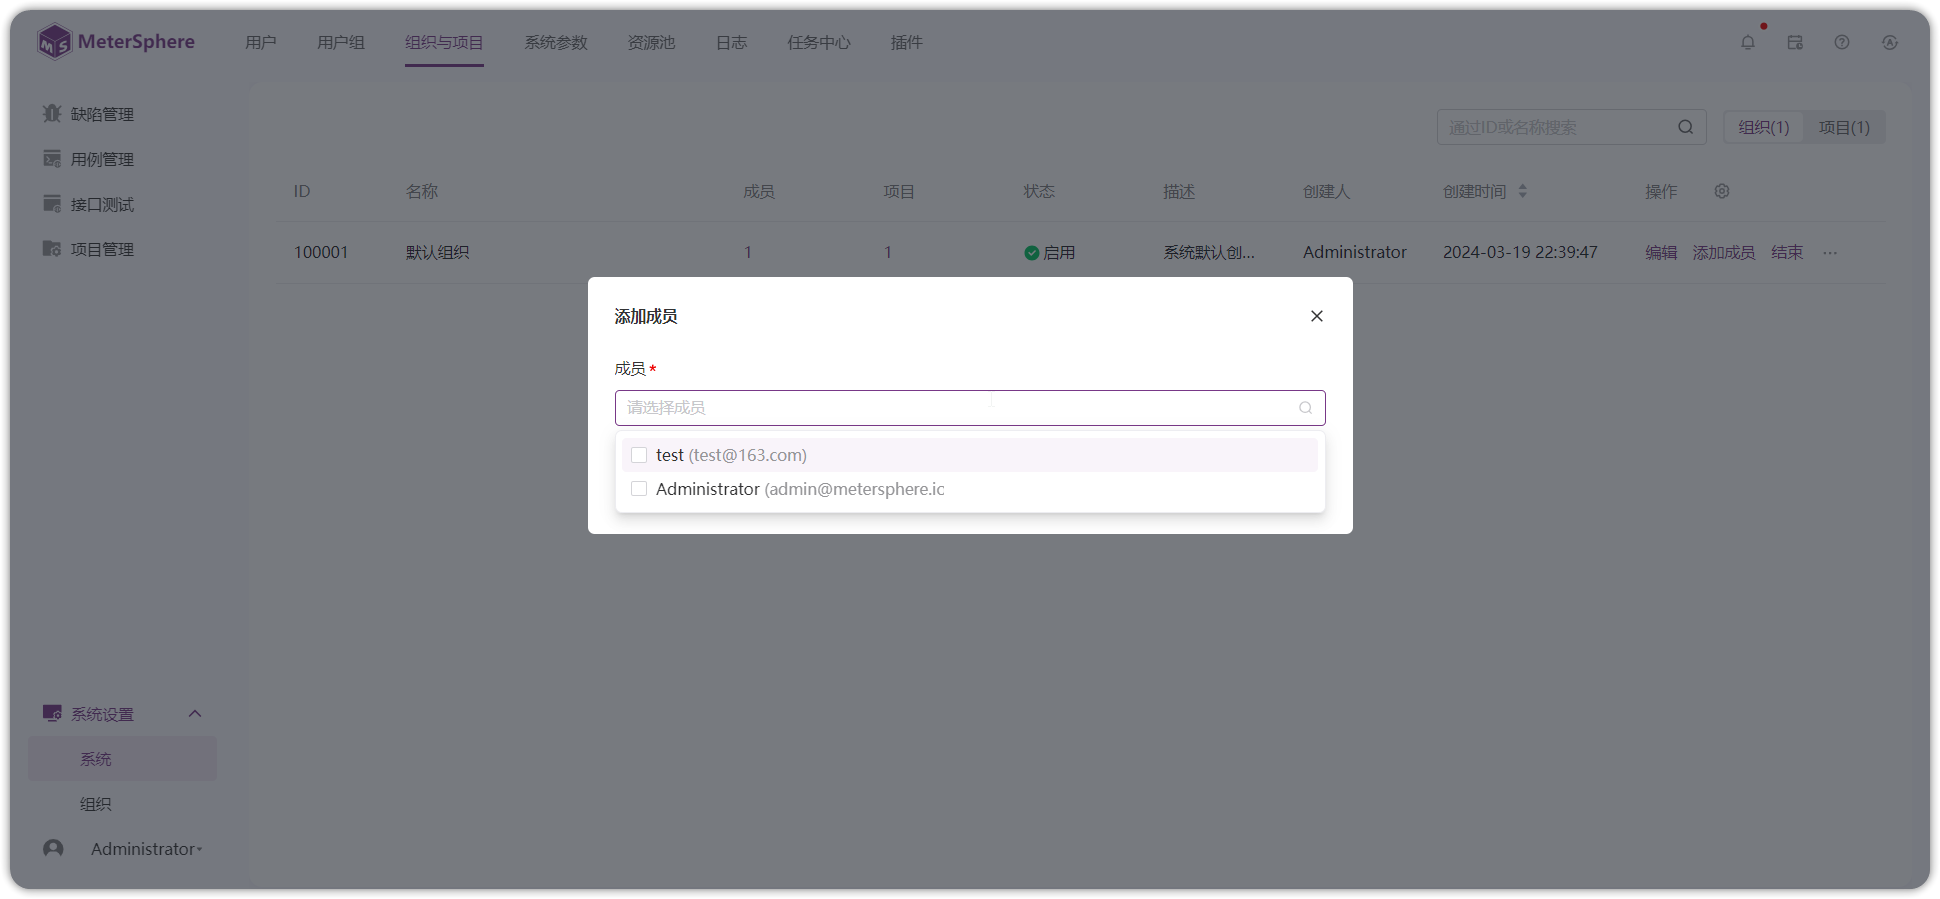 MeterSphere
用户 用户组 组织与项目 系统参数 资源池 日志 任务中心 插件
缺陷管理
用例管理
接口测试
项目管理
通过ID或名称搜索
组织(1) 项目(1)
ID 名称 成员 项目 状态 描述 创建人 创建时间 操作
100001 默认组织 1 1 启用 系统默认创... Administrator 2024-03-19 22:39:47 编辑 添加成员 结束 ...
添加成员
成员 *
请选择成员
test (test@163.com)
Administrator (admin@metersphere.io
系统设置
系统
组织
Administrator